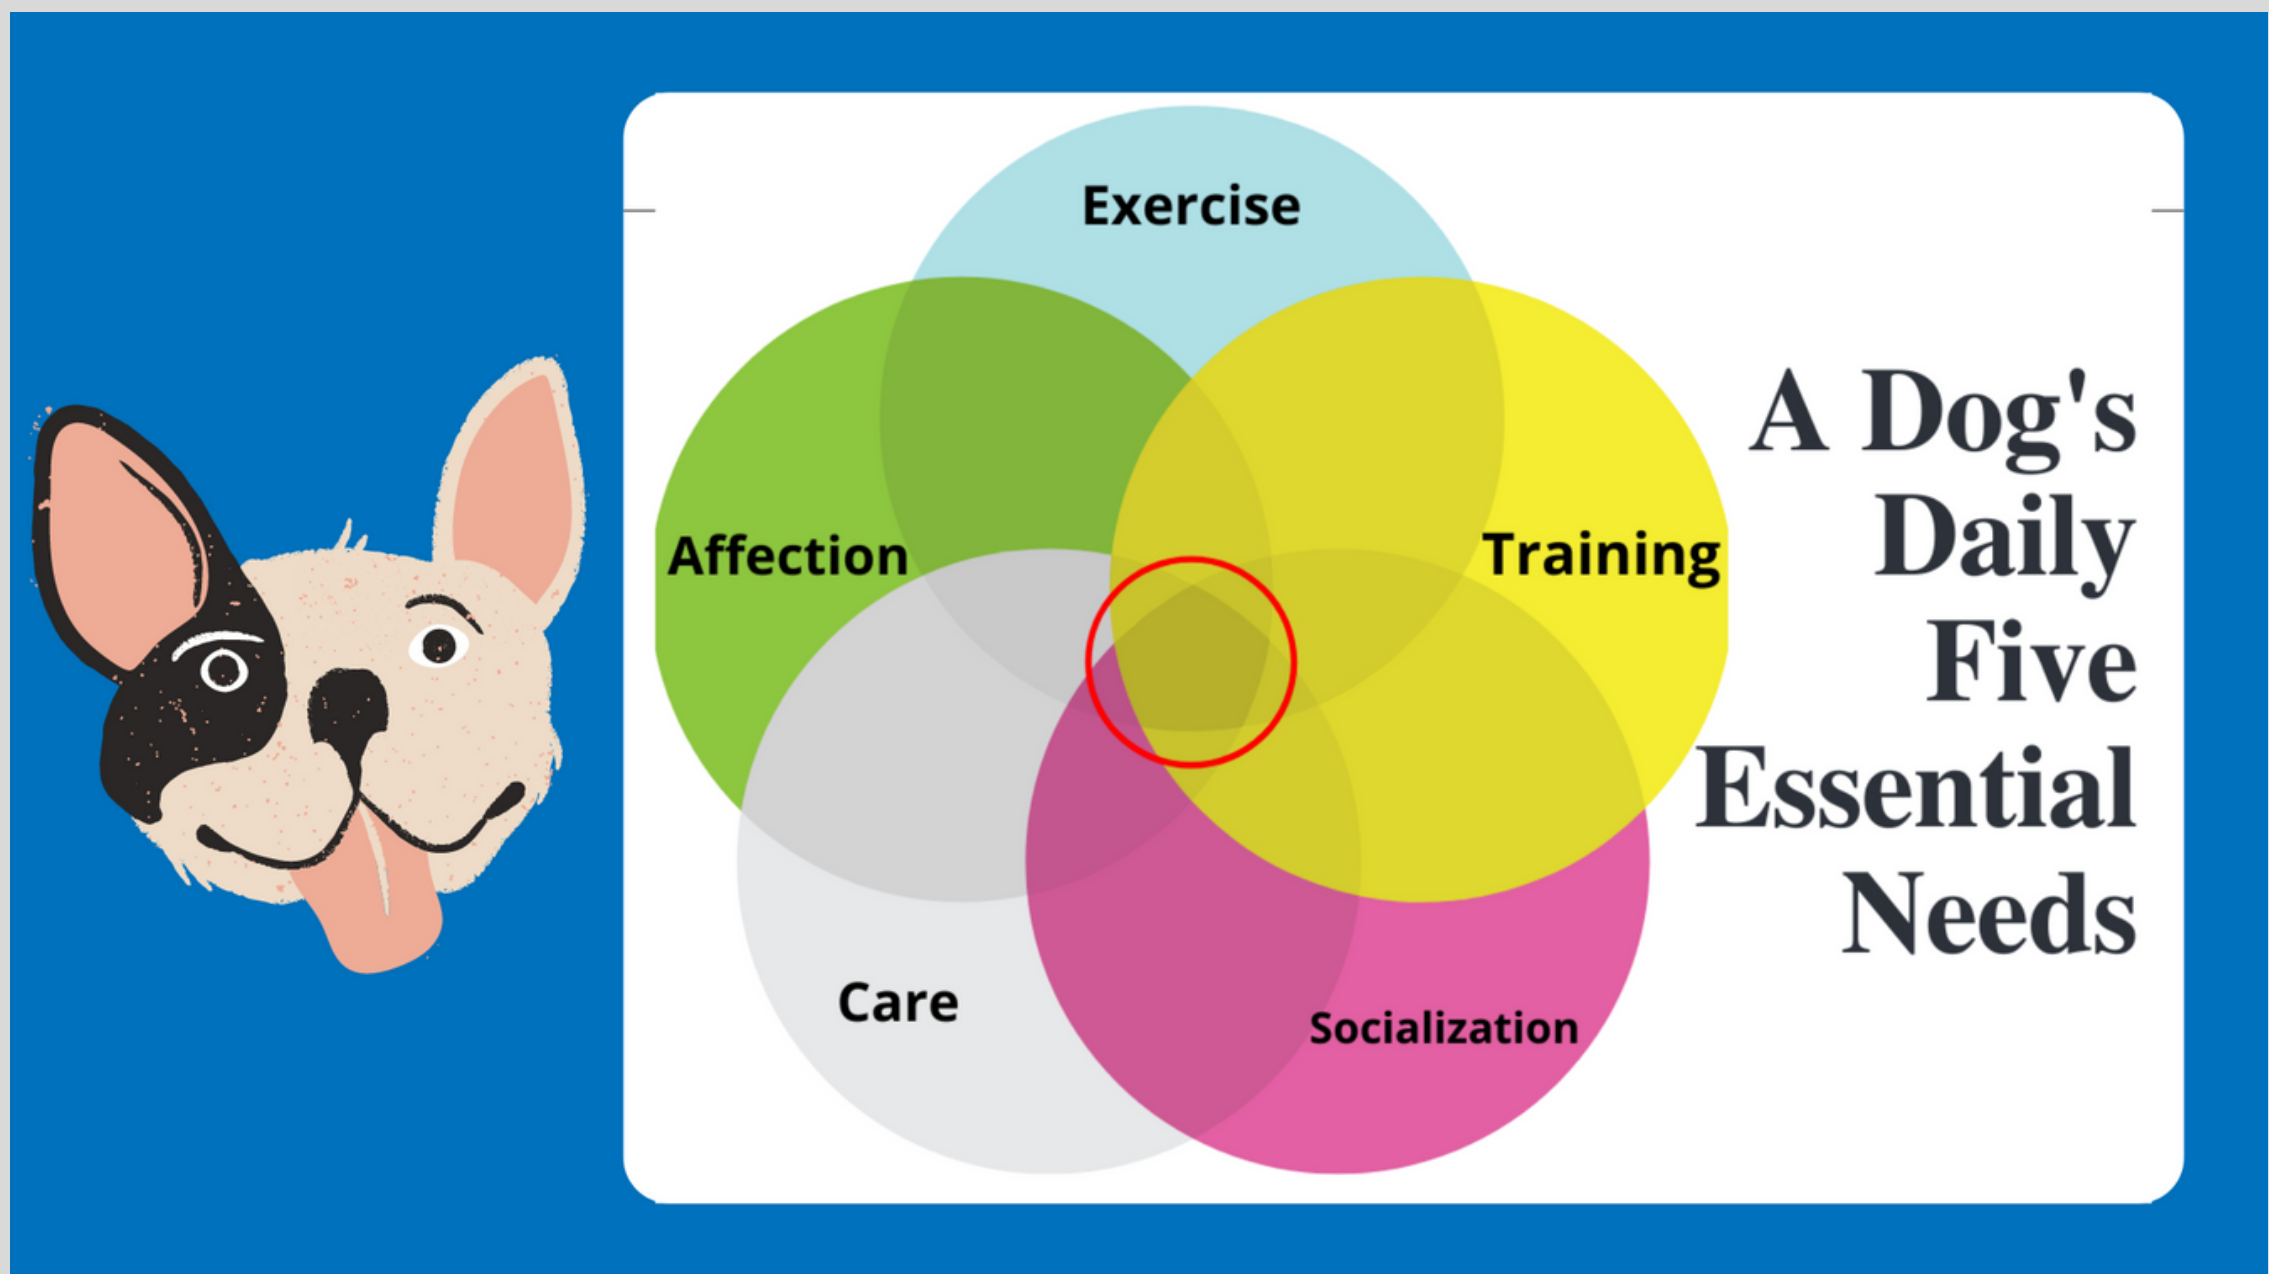 Exercise
Affection
Training
Care
Socialization
A Dog's
Daily
Five
Essential
Needs